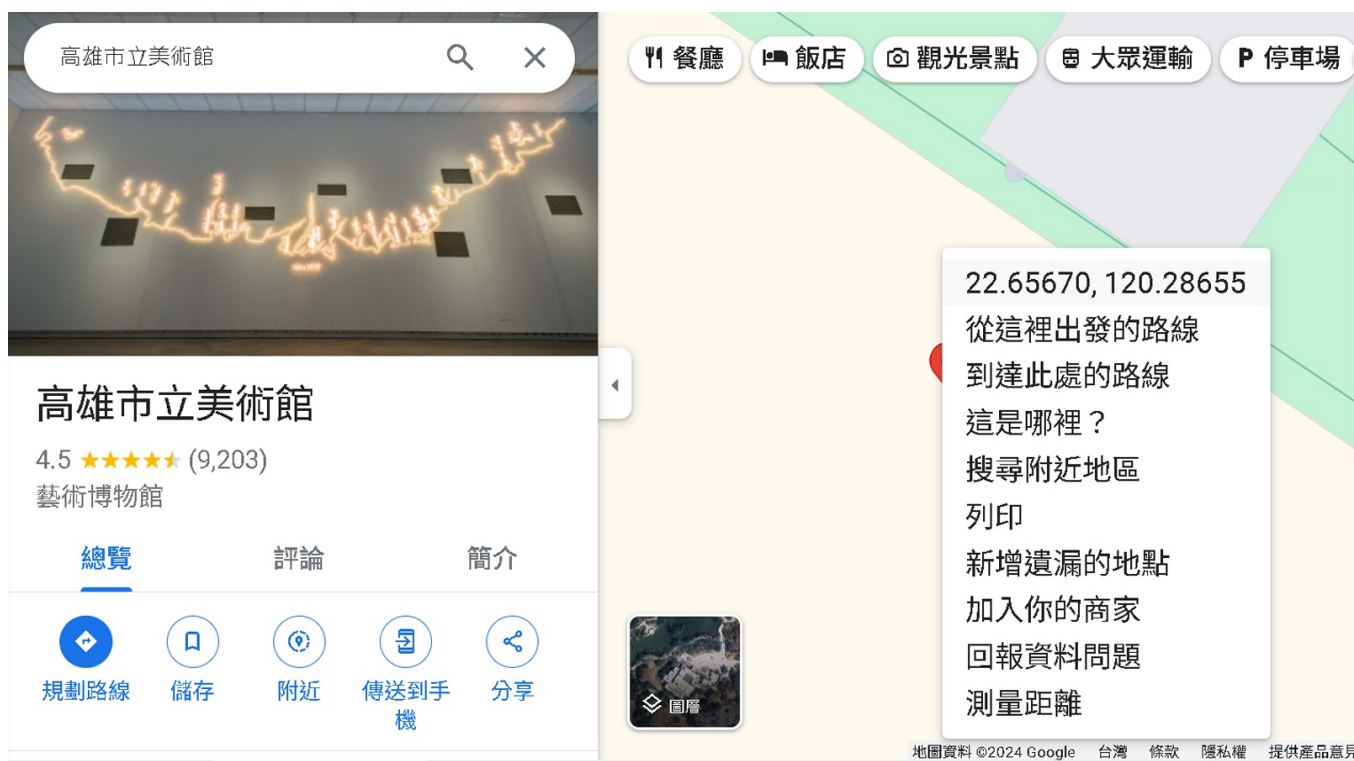 高雄市立美術館
餐廳
飯店
觀光景點
大眾運輸
P 停車場
高雄市立美術館
4.5 (9,203)
藝術博物館
總覽
評論
簡介
規劃路線
儲存
附近
傳送到手機
分享
22.65670, 120.28655
從這裡出發的路線
到達此處的路線
這是哪裡？
搜尋附近地區
列印
新增遺漏的地點
加入你的商家
回報資料問題
測量距離
圖層
地圖資料 ©2024 Google 台灣 條款 隱私權 提供產品意見